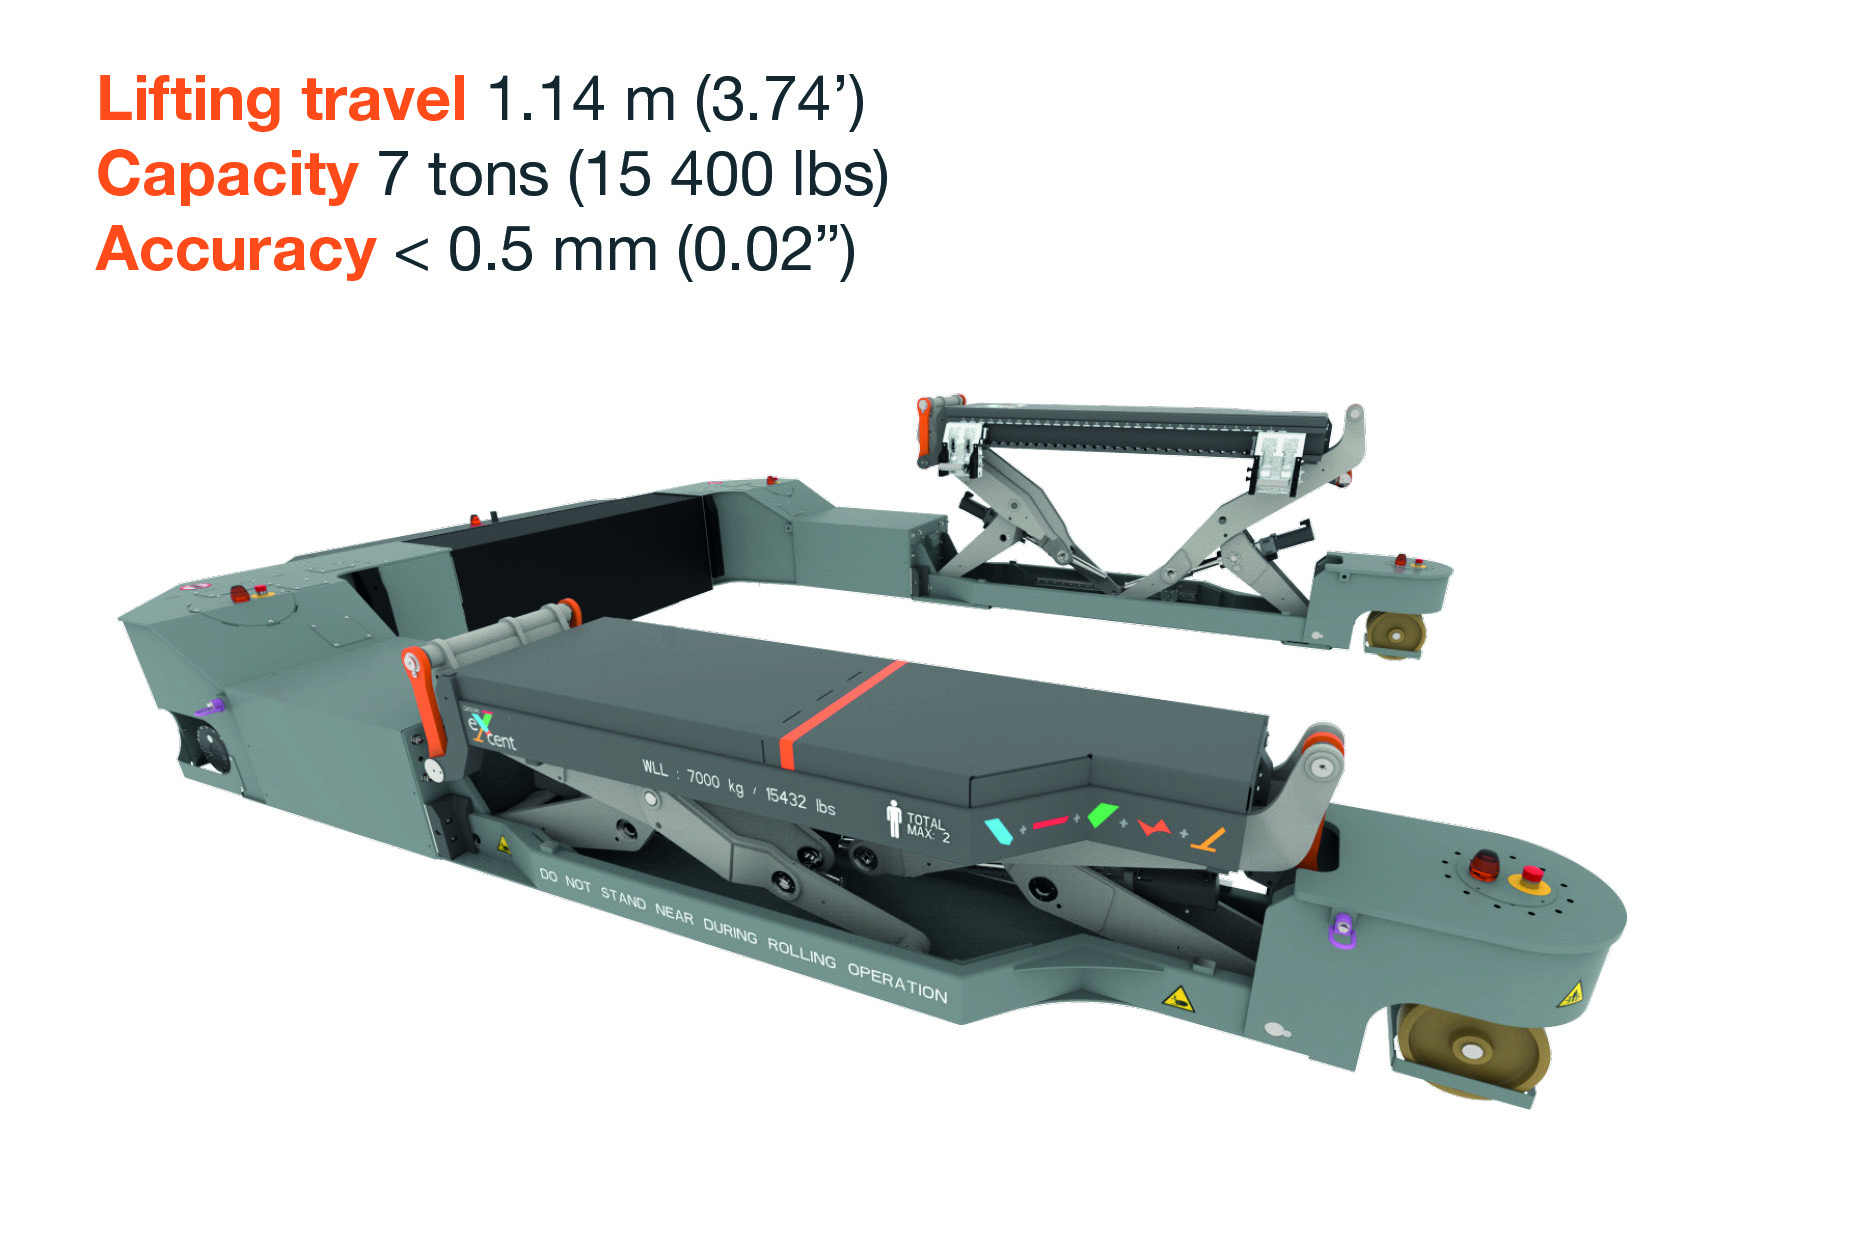 Lifting travel 1.14 m (3.74’)
Capacity 7 tons (15 400 lbs)
Accuracy < 0.5 mm (0.02”)
eXcent
WLL : 7000 kg / 15432 lbs
TOTAL
MAX: 2
DO NOT STAND NEAR DURING ROLLING OPERATION